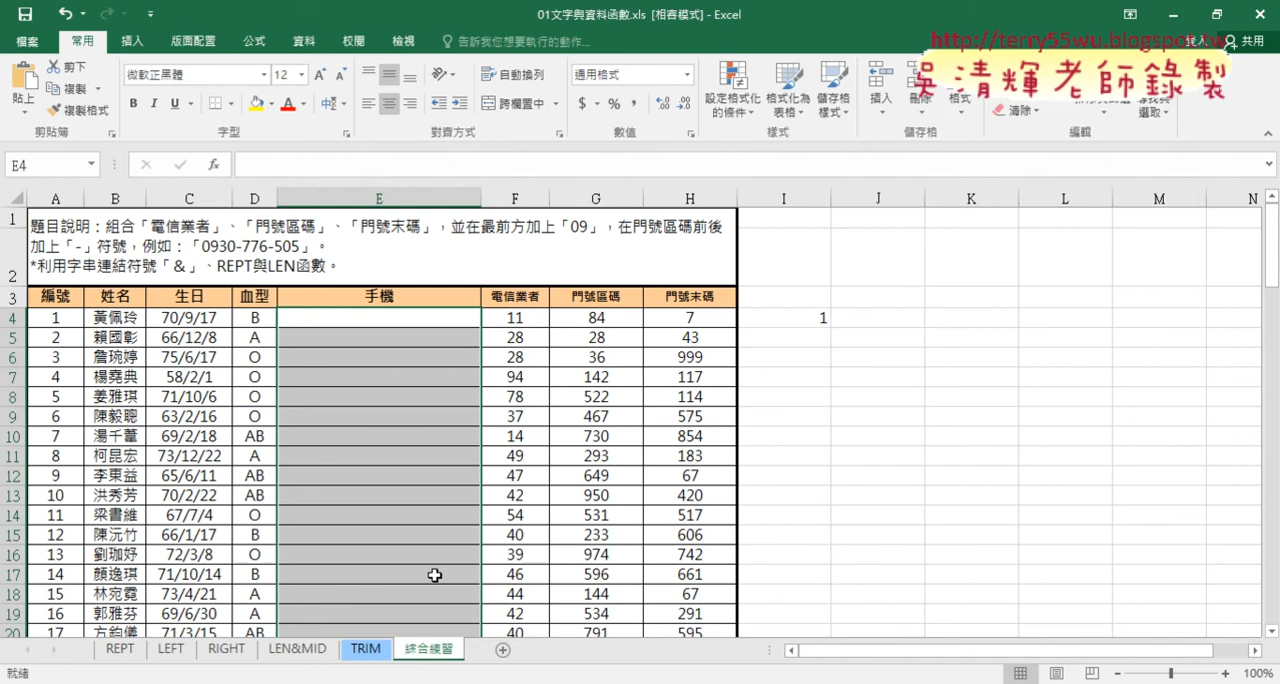 01文字與資料函數.xls [相容模式] - Excel
檔案 常用 插入 版面配置 公式 資料 校閱 檢視 告訴我您想要執行的動作... 登入 共用
http://terry55wu.blogspot.tw
吳清輝老師錄製
貼上 剪下 複製 複製格式 剪貼簿
微軟正黑體 12 A A B I U A 中 字型
自動換列 跨欄置中 對齊方式
通用格式 $ % , 數值
設定格式化的條件 格式化為表格 儲存格樣式 樣式
插入 刪除 格式 儲存格
清除 選取 編輯
E4 fx
A B C D E F G H I J K L M N
1 題目說明：組合「電信業者」、「門號區碼」、「門號末碼」，並在最前方加上「09」，在門號區碼前後
加上「-」符號，例如：「0930-776-505」。
2 *利用字串連結符號「&」、REPT與LEN函數。
3 編號 姓名 生日 血型 手機 電信業者 門號區碼 門號末碼
4 1 黃佩玲 70/9/17 B 11 84 7 1
5 2 賴國彰 66/12/8 A 28 28 43
6 3 詹琬婷 75/6/17 O 28 36 999
7 4 楊堯典 58/2/1 O 94 142 117
8 5 姜雅琪 71/10/6 O 78 522 114
9 6 陳毅聰 63/2/16 O 37 467 575
10 7 湯千葦 69/2/18 AB 14 730 854
11 8 柯昆宏 73/12/22 A 49 293 183
12 9 李東益 65/6/11 AB 47 649 67
13 10 洪秀芳 70/2/22 AB 42 950 420
14 11 梁書維 67/7/4 O 54 531 517
15 12 陳沅竹 66/1/17 B 40 233 606
16 13 劉珈妤 72/3/8 O 39 974 742
17 14 顏逸琪 71/10/14 B 46 596 661
18 15 林宛霓 73/4/21 A 44 144 67
19 16 郭雅芬 69/6/30 A 42 534 291
20 17 方鈞儀 71/3/15 AB 40 791 595
REPT LEFT RIGHT LEN&MID TRIM 綜合練習
就緒 100%